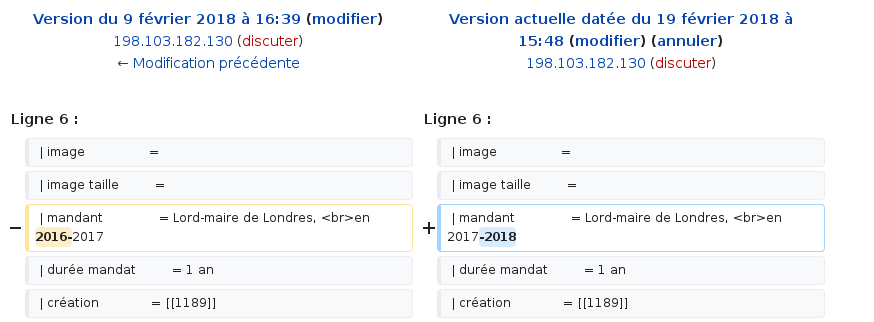 Version du 9 février 2018 à 16:39 (modifier)
198.103.182.130 (discuter)
← Modification précédente
Version actuelle datée du 19 février 2018 à
15:48 (modifier) (annuler)
198.103.182.130 (discuter)
Ligne 6 :
Ligne 6 :
| image =
| image =
| image taille =
| image taille =
− | mandant = Lord-maire de Londres, <br>en
2016-2017
+ | mandant = Lord-maire de Londres, <br>en
2017-2018
| durée mandat = 1 an
| durée mandat = 1 an
| création = [[1189]]
| création = [[1189]]